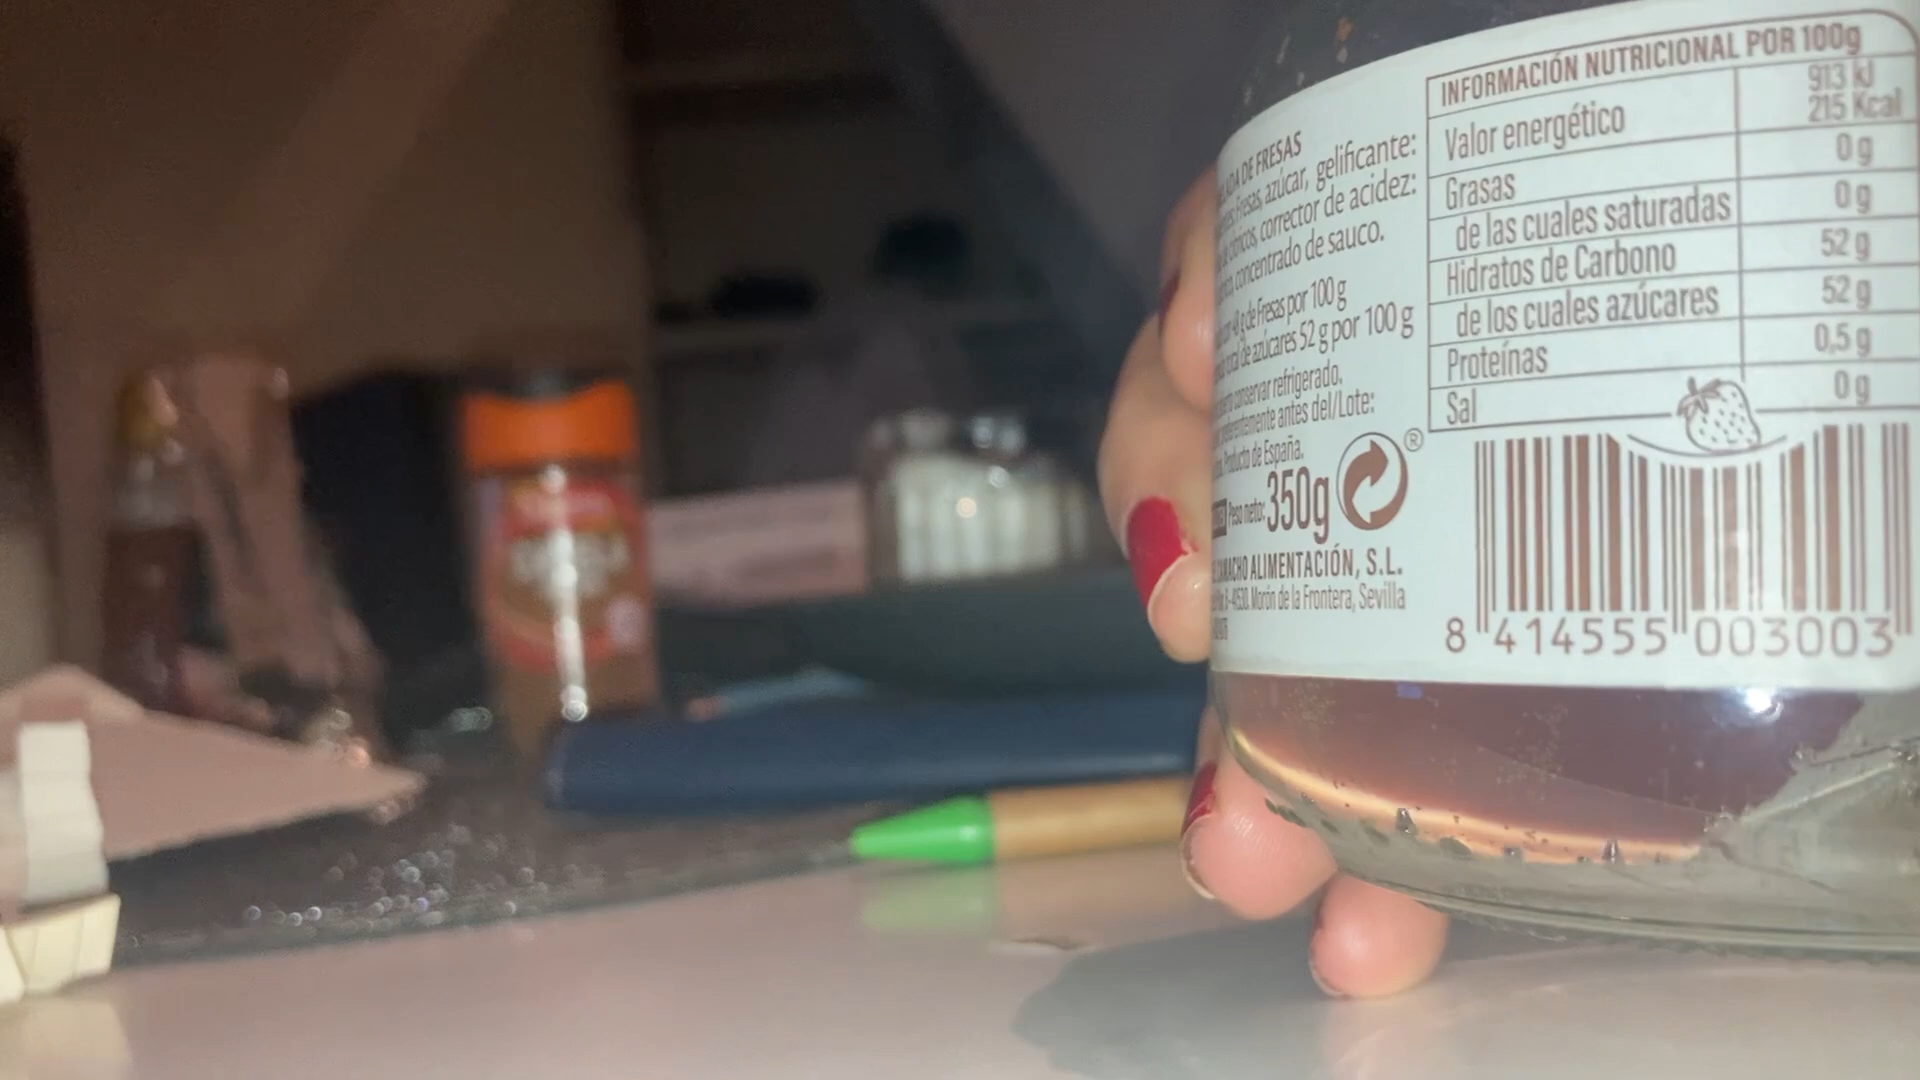 DE FRESAS
Fresas, azúcar, gelificante:
corrector de acidez:
concentrado de sauco.
de Fresas por 100 g
total de azúcares 52 g por 100 g
conservar refrigerado.
antes del/Lote:
Producto de España.
Peso neto: 350g
®
CAMACHO ALIMENTACIÓN, S.L.
Morón de la Frontera, Sevilla
INFORMACIÓN NUTRICIONAL POR 100g
Valor energético 913 kJ
215 Kcal
Grasas 0 g
de las cuales saturadas 0 g
Hidratos de Carbono 52 g
de los cuales azúcares 52 g
Proteínas 0,5 g
Sal 0 g
8 414555 003003